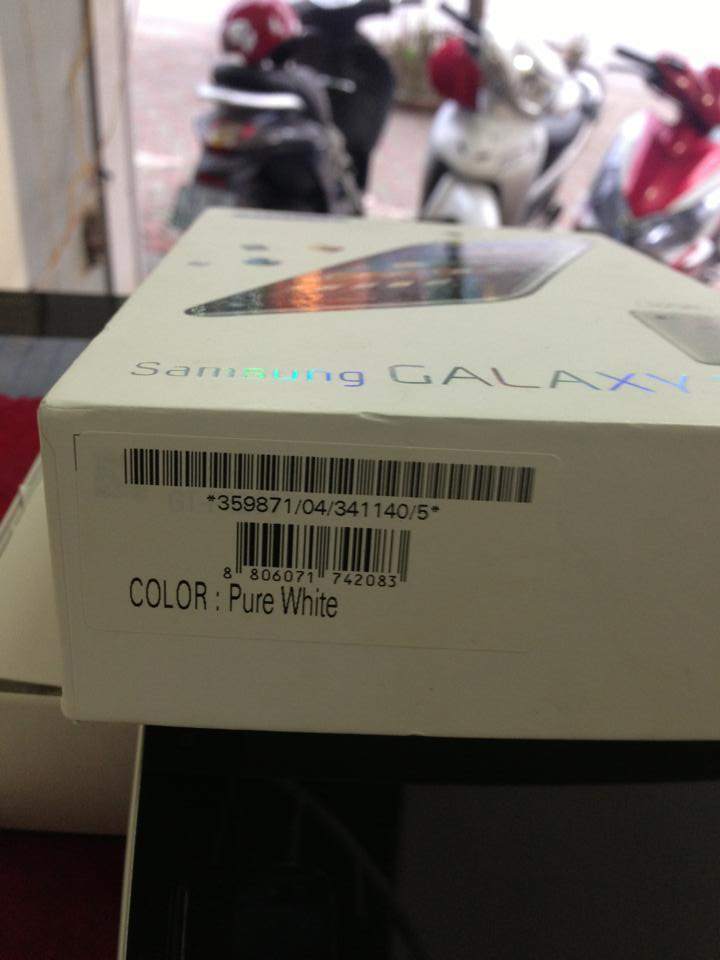 Samsung GALAXY
*359871/04/341140/5*
8 806071 742083
COLOR : Pure White